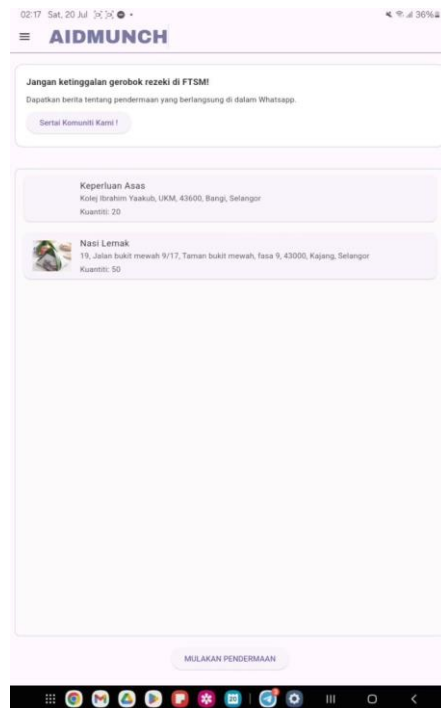 02:17 Sat, 20 Jul
36%
AIDMUNCH
Jangan ketinggalan gerobok rezeki di FTSM!
Dapatkan berita tentang pendermaan yang berlangsung di dalam Whatsapp.
Sertai Komuniti Kami !
Keperluan Asas
Kolej Ibrahim Yaakub, UKM, 43600, Bangi, Selangor
Kuantiti: 20
Nasi Lemak
19, Jalan bukit mewah 9/17, Taman bukit mewah, fasa 9, 43000, Kajang, Selangor
Kuantiti: 50
MULAKAN PENDERMAAN
20